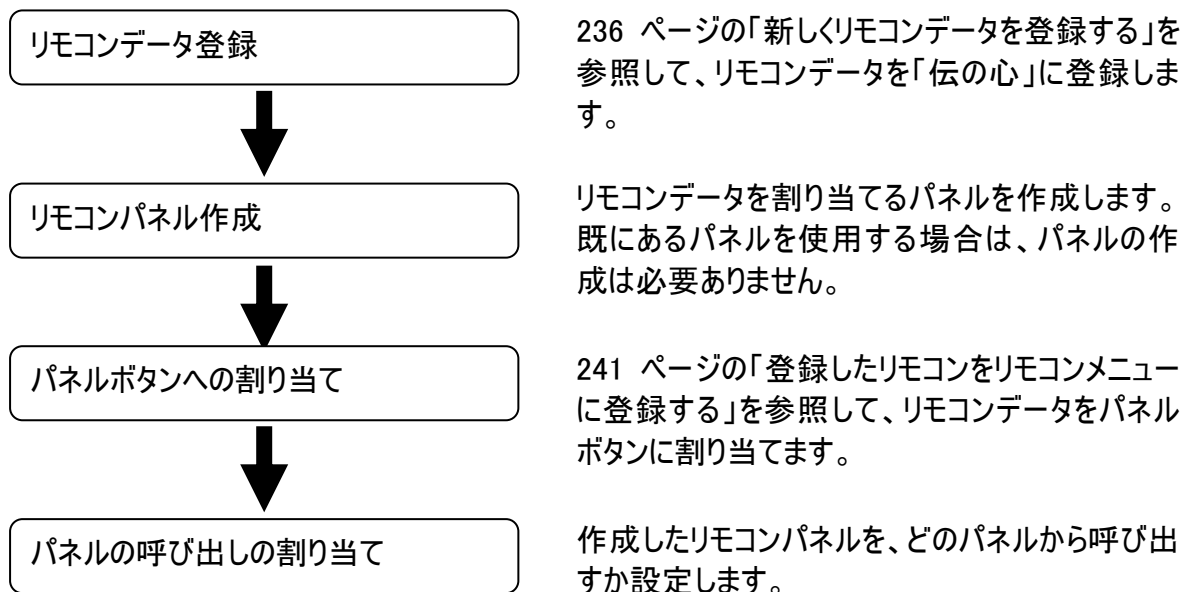 リモコンデータ登録
236 ページの「新しくリモコンデータを登録する」を
参照して、リモコンデータを「伝の心」に登録しま
す。
リモコンパネル作成
リモコンデータを割り当てるパネルを作成します。
既にあるパネルを使用する場合は、パネルの作
成は必要ありません。
パネルボタンへの割り当て
241 ページの「登録したリモコンをリモコンメニュー
に登録する」を参照して、リモコンデータをパネル
ボタンに割り当てます。
パネルの呼び出しの割り当て
作成したリモコンパネルを、どのパネルから呼び出
すか設定します。